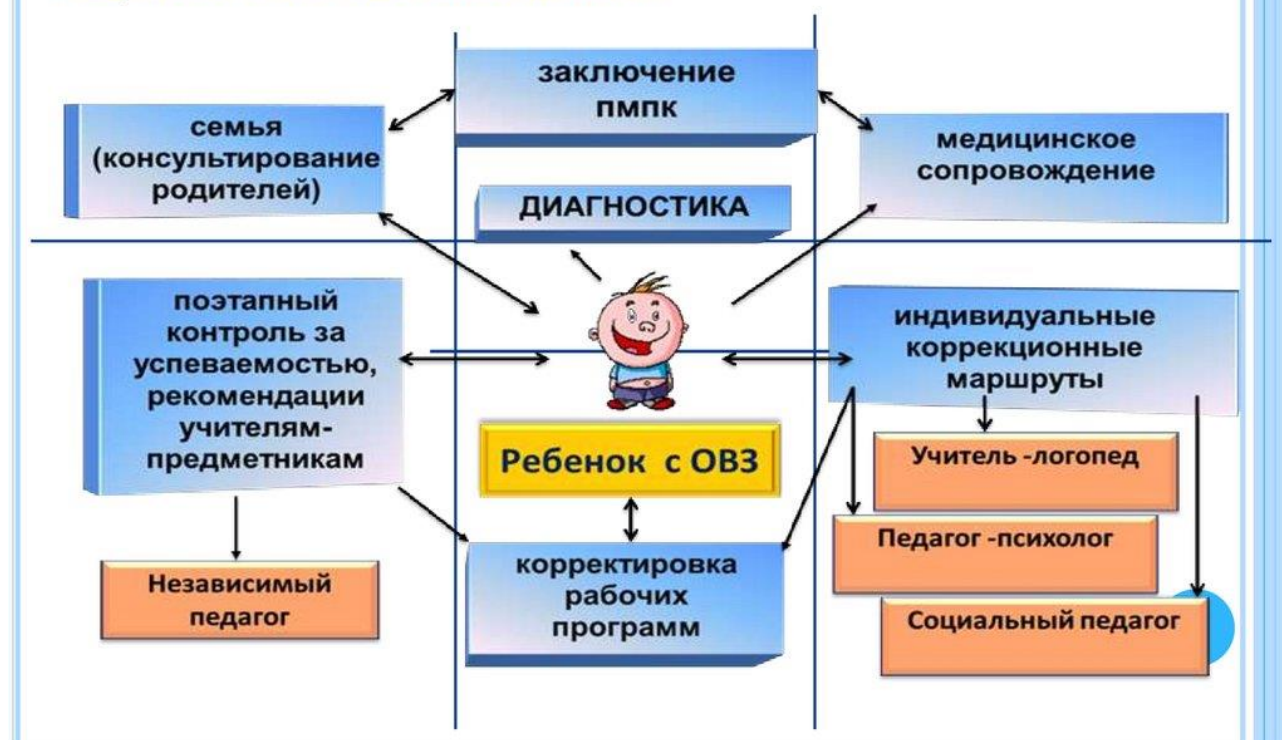 заключение
пмпк
семья
(консультирование
родителей)
медицинское
сопровождение
ДИАГНОСТИКА
поэтапный
контроль за
успеваемостью,
рекомендации
учителям-
предметникам
индивидуальные
коррекционные
маршруты
Ребенок с ОВЗ
Учитель -логопед
Педагог -психолог
Социальный педагог
корректировка
рабочих
программ
Независимый
педагог